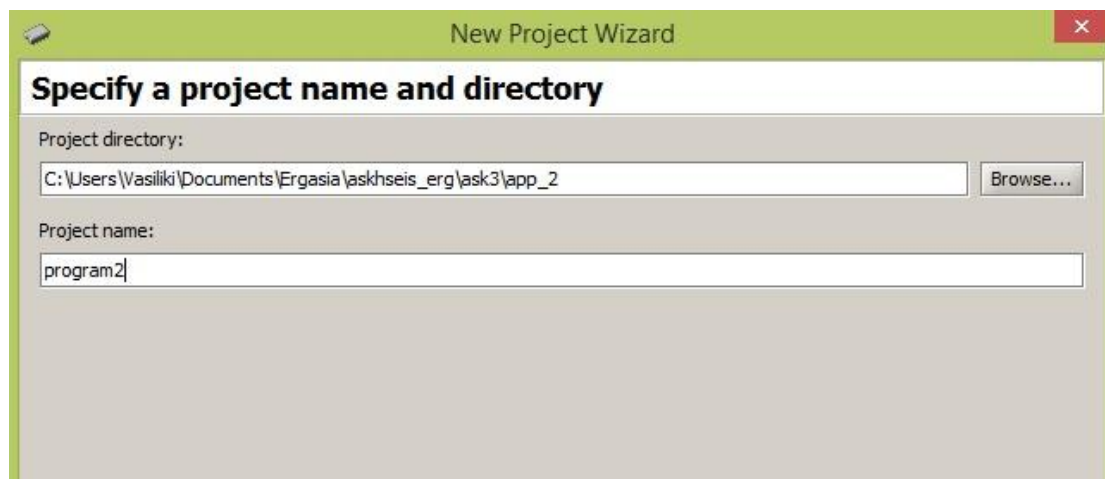 New Project Wizard
Specify a project name and directory
Project directory:
C:\Users\Vasiliki\Documents\Ergasia\askhseis_erg\ask3\app_2
Browse...
Project name:
program2